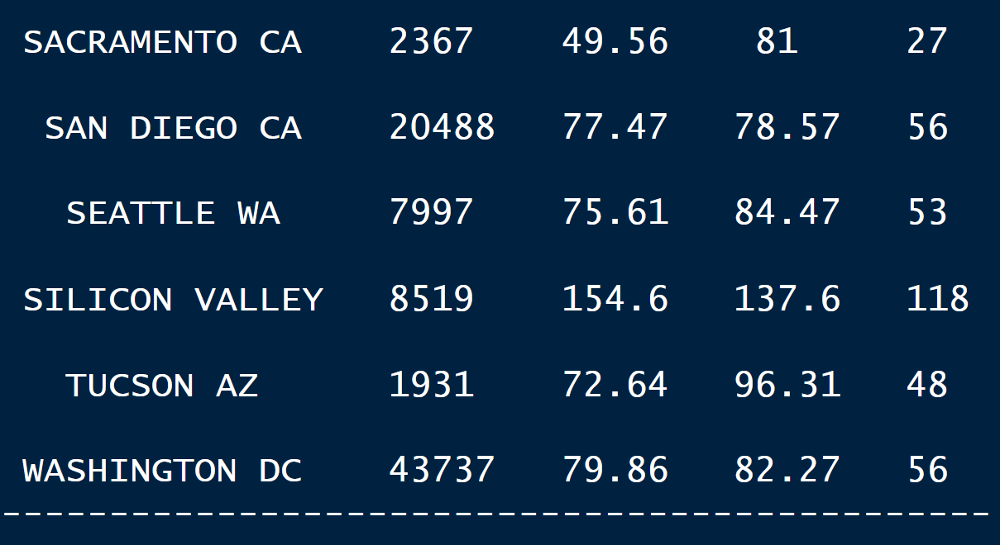 SACRAMENTO CA 2367 49.56 81 27
SAN DIEGO CA 20488 77.47 78.57 56
SEATTLE WA 7997 75.61 84.47 53
SILICON VALLEY 8519 154.6 137.6 118
TUCSON AZ 1931 72.64 96.31 48
WASHINGTON DC 43737 79.86 82.27 56
----------------------------------------------